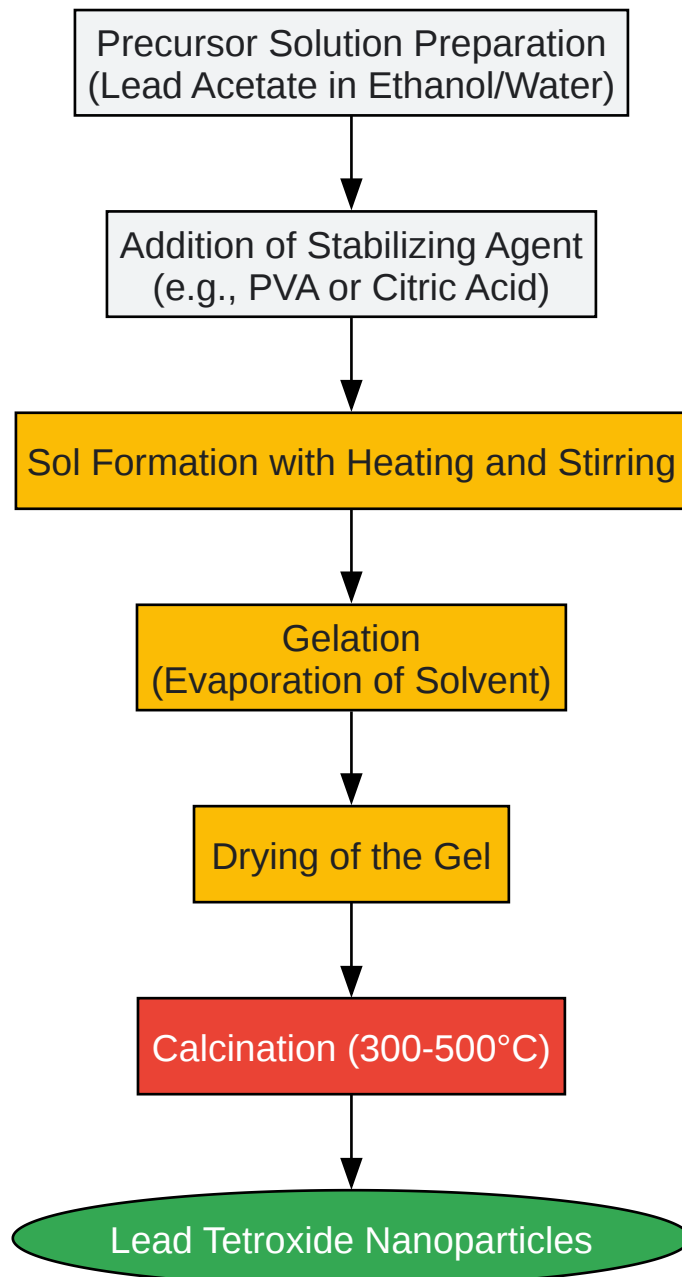 Precursor Solution Preparation
(Lead Acetate in Ethanol/Water)
Addition of Stabilizing Agent
(e.g., PVA or Citric Acid)
Sol Formation with Heating and Stirring
Gelation
(Evaporation of Solvent)
Drying of the Gel
Calcination (300-500°C)
Lead Tetroxide Nanoparticles